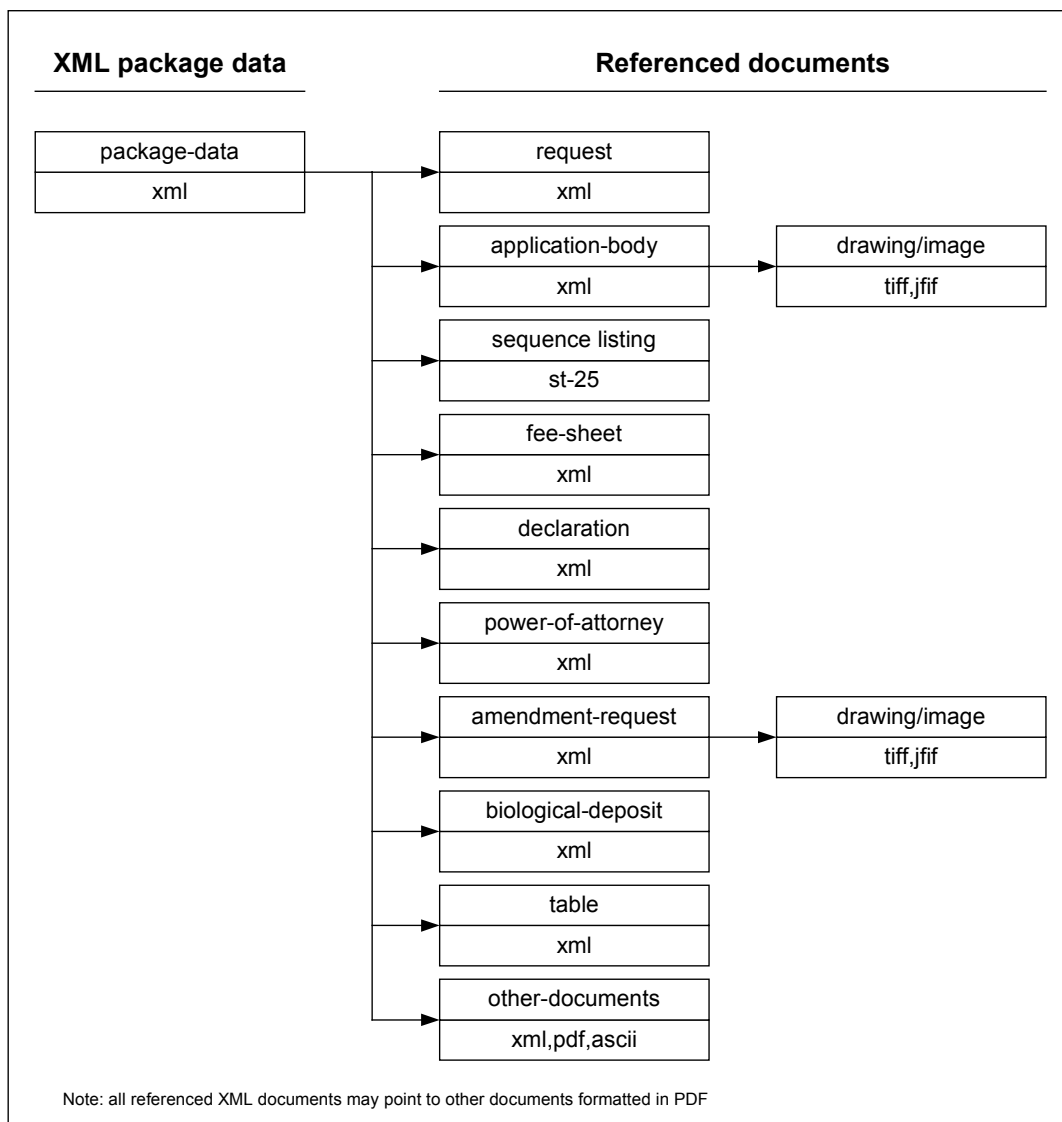 XML package data
Referenced documents
package-data
xml
request
xml
application-body
xml
drawing/image
tiff,jfif
sequence listing
st-25
fee-sheet
xml
declaration
xml
power-of-attorney
xml
amendment-request
xml
drawing/image
tiff,jfif
biological-deposit
xml
table
xml
other-documents
xml,pdf,ascii
Note: all referenced XML documents may point to other documents formatted in PDF